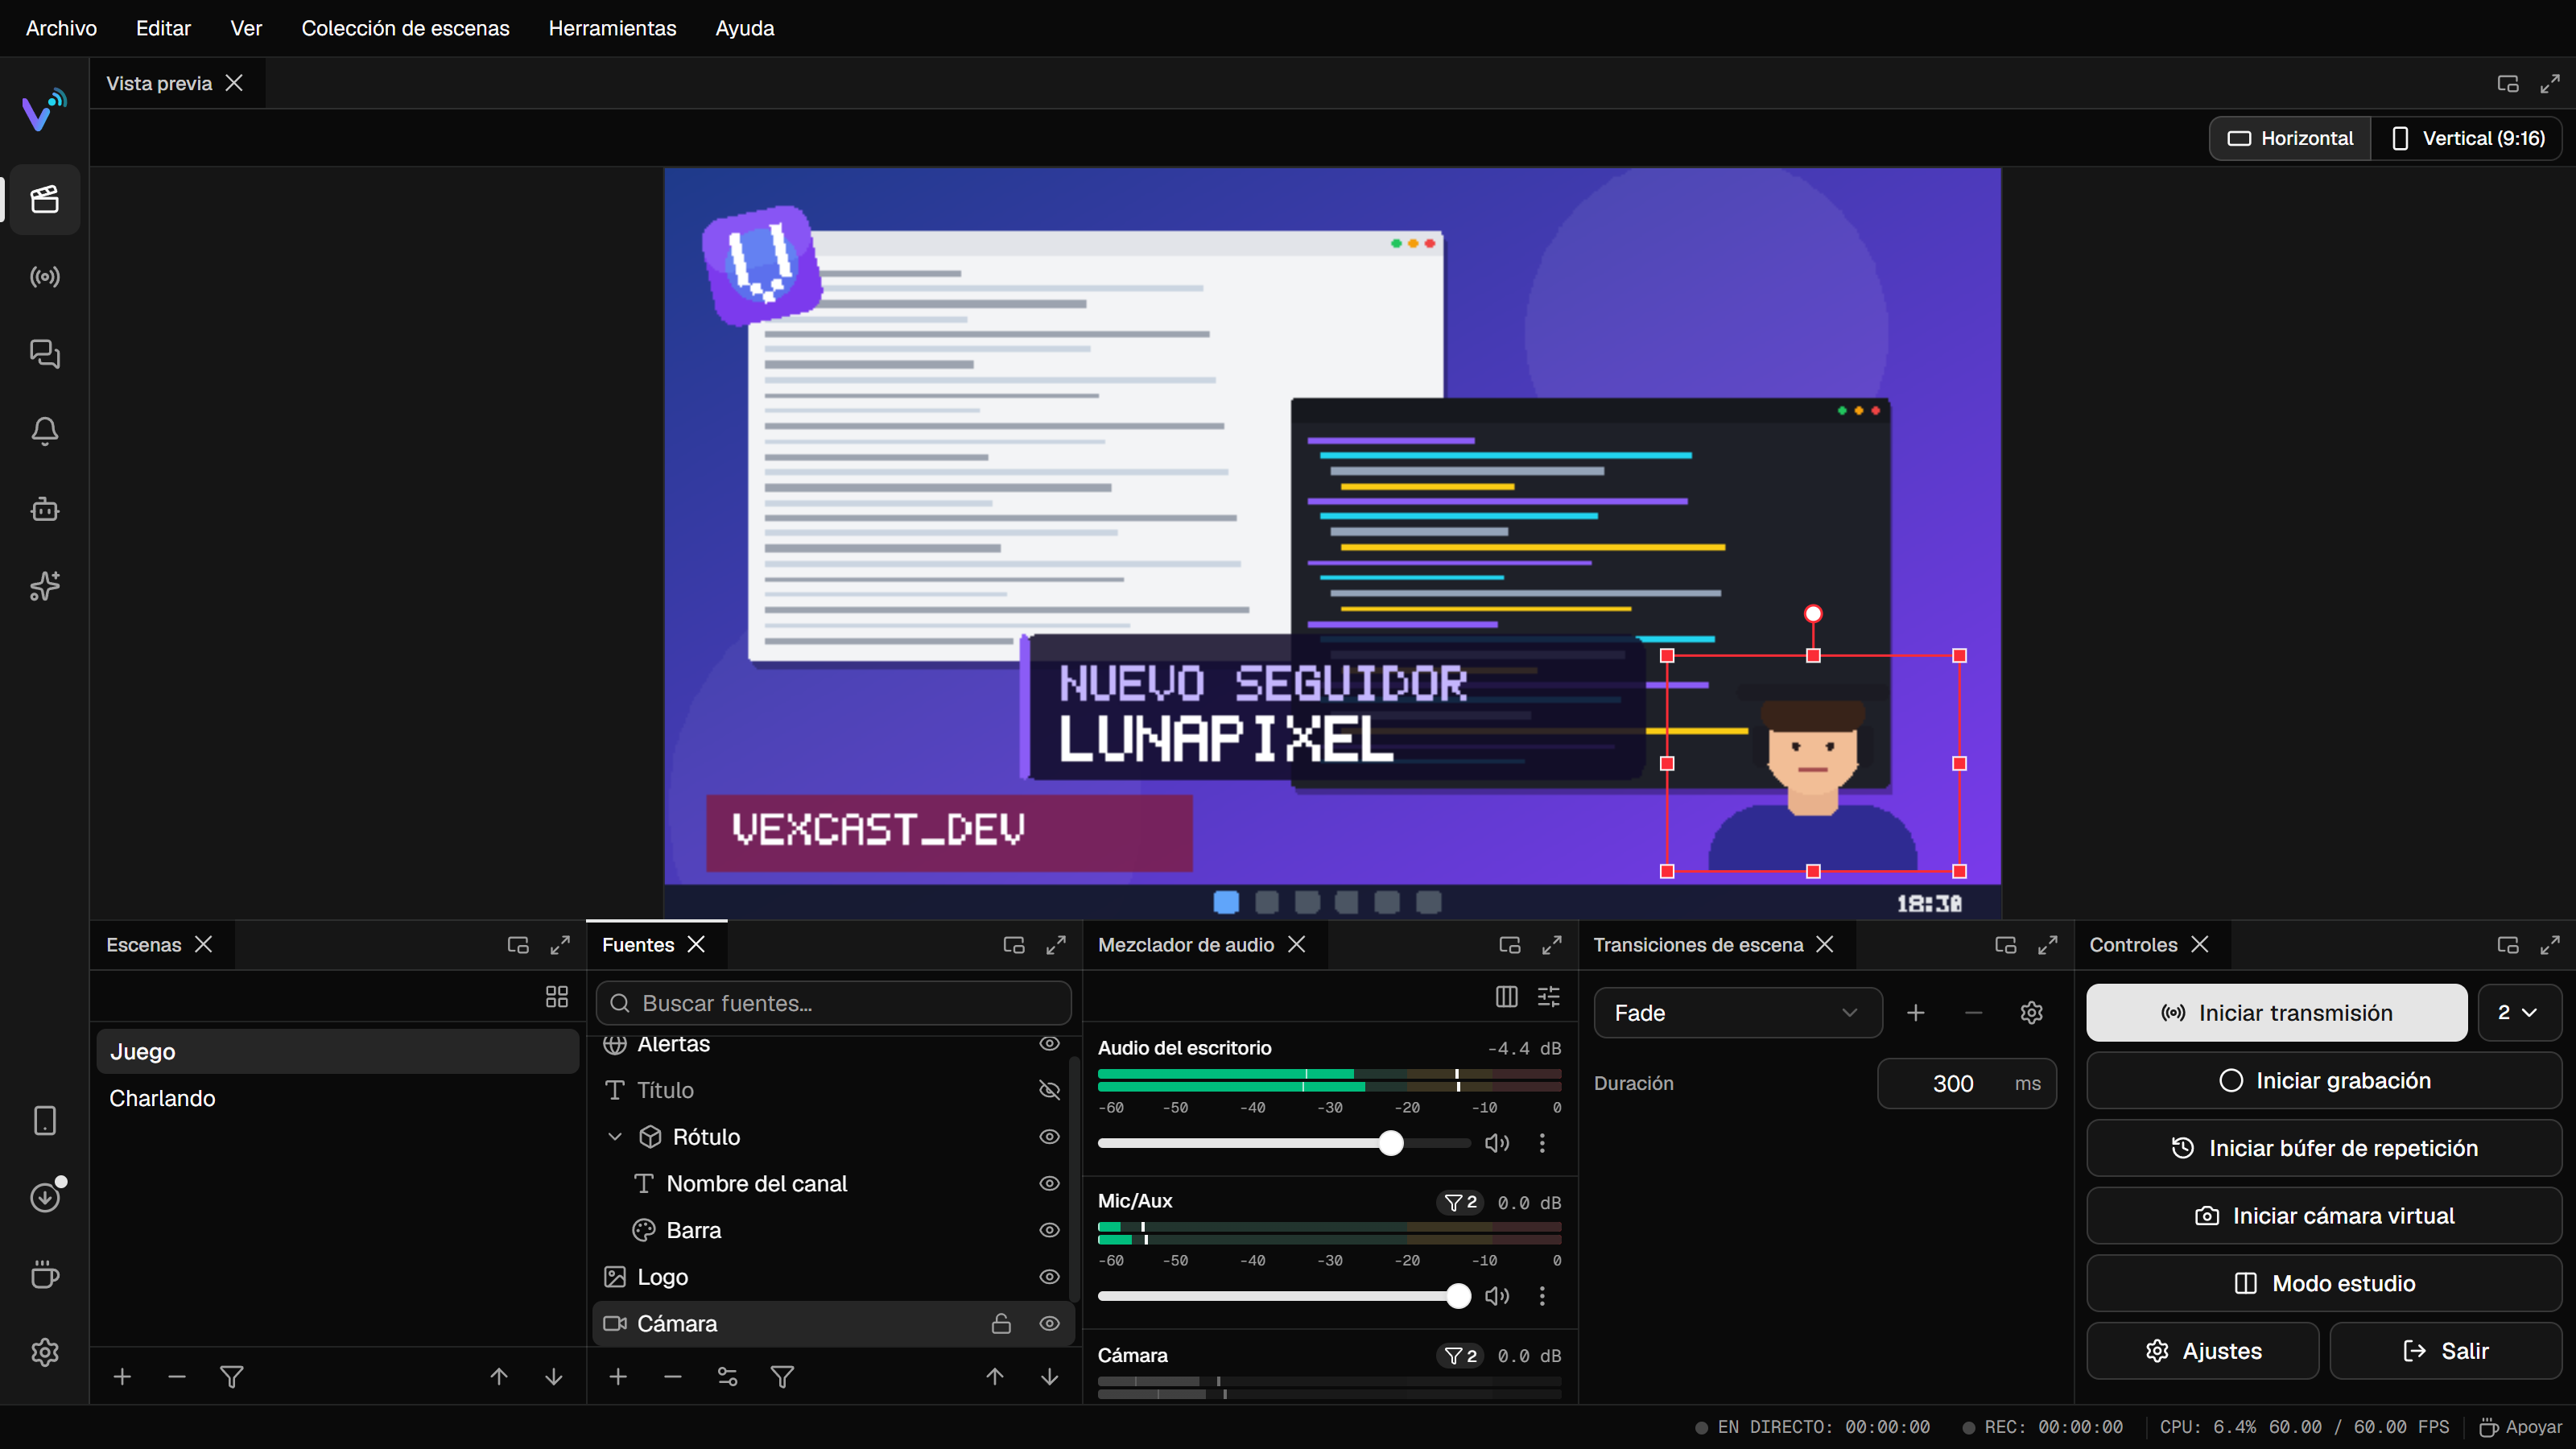 Archivo Editar Ver Colección de escenas Herramientas Ayuda
Vista previa
Horizontal Vertical (9:16)
NUEVO SEGUIDOR
LUNAPIXEL
VEXCAST_DEV
18:30
Escenas
Juego
Charlando
Fuentes
Buscar fuentes...
Alertas
Título
Rótulo
Nombre del canal
Barra
Logo
Cámara
Mezclador de audio
Audio del escritorio -4.4 dB
-60 -50 -40 -30 -20 -10 0
Mic/Aux 2 0.0 dB
-60 -50 -40 -30 -20 -10 0
Cámara 2 0.0 dB
Transiciones de escena
Fade
Duración 300 ms
Controles
Iniciar transmisión 2
Iniciar grabación
Iniciar búfer de repetición
Iniciar cámara virtual
Modo estudio
Ajustes Salir
EN DIRECTO: 00:00:00 REC: 00:00:00 CPU: 6.4% 60.00 / 60.00 FPS Apoyar